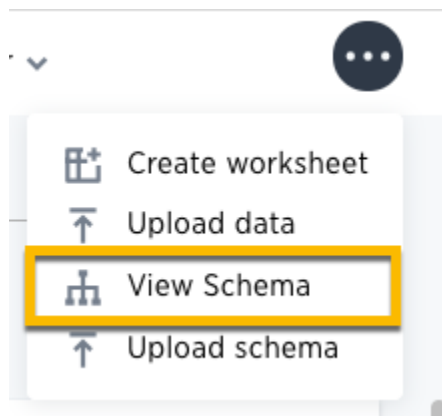 Create worksheet
Upload data
View Schema
Upload schema